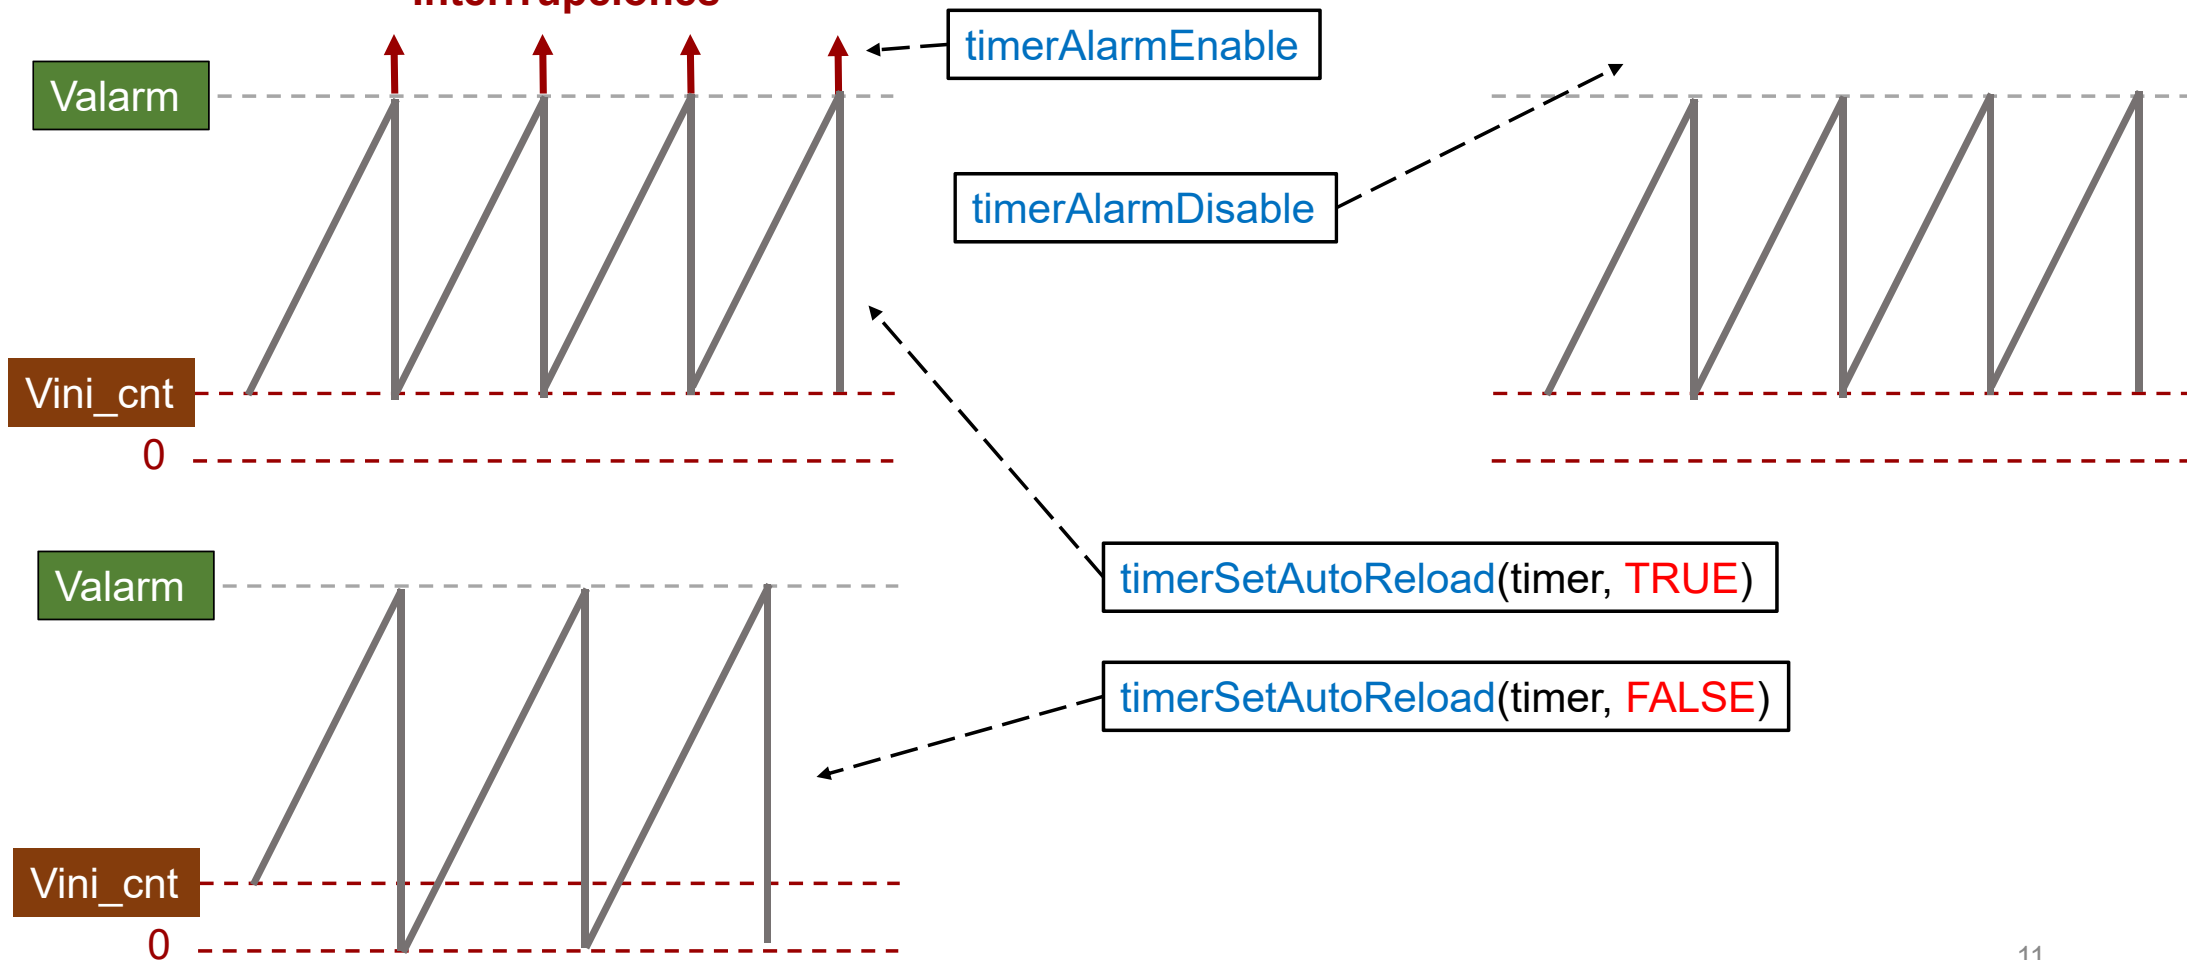 timerAlarmEnable
Valarm
timerAlarmDisable
Vini_cnt
0
Valarm
timerSetAutoReload(timer, TRUE)
timerSetAutoReload(timer, FALSE)
Vini_cnt
0
11